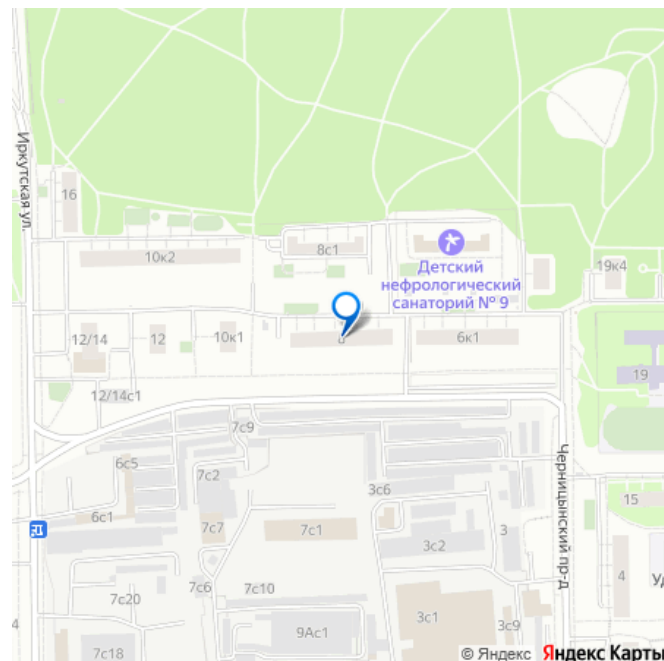 Иркутская ул.
16
10к2
8с1
Детский
нефрологический
санаторий № 9
19к4
12/14
12
10к1
8
6к1
19
12/14с1
7с9
6с5
7с2
3с6
15
6с1
7с7
7с1
3с2
3
Черницынский пр-д
4
Уд
7с6
7с10
7с20
9Ас1
3с1
3с9
7с18
© Яндекс Яндекс Карты